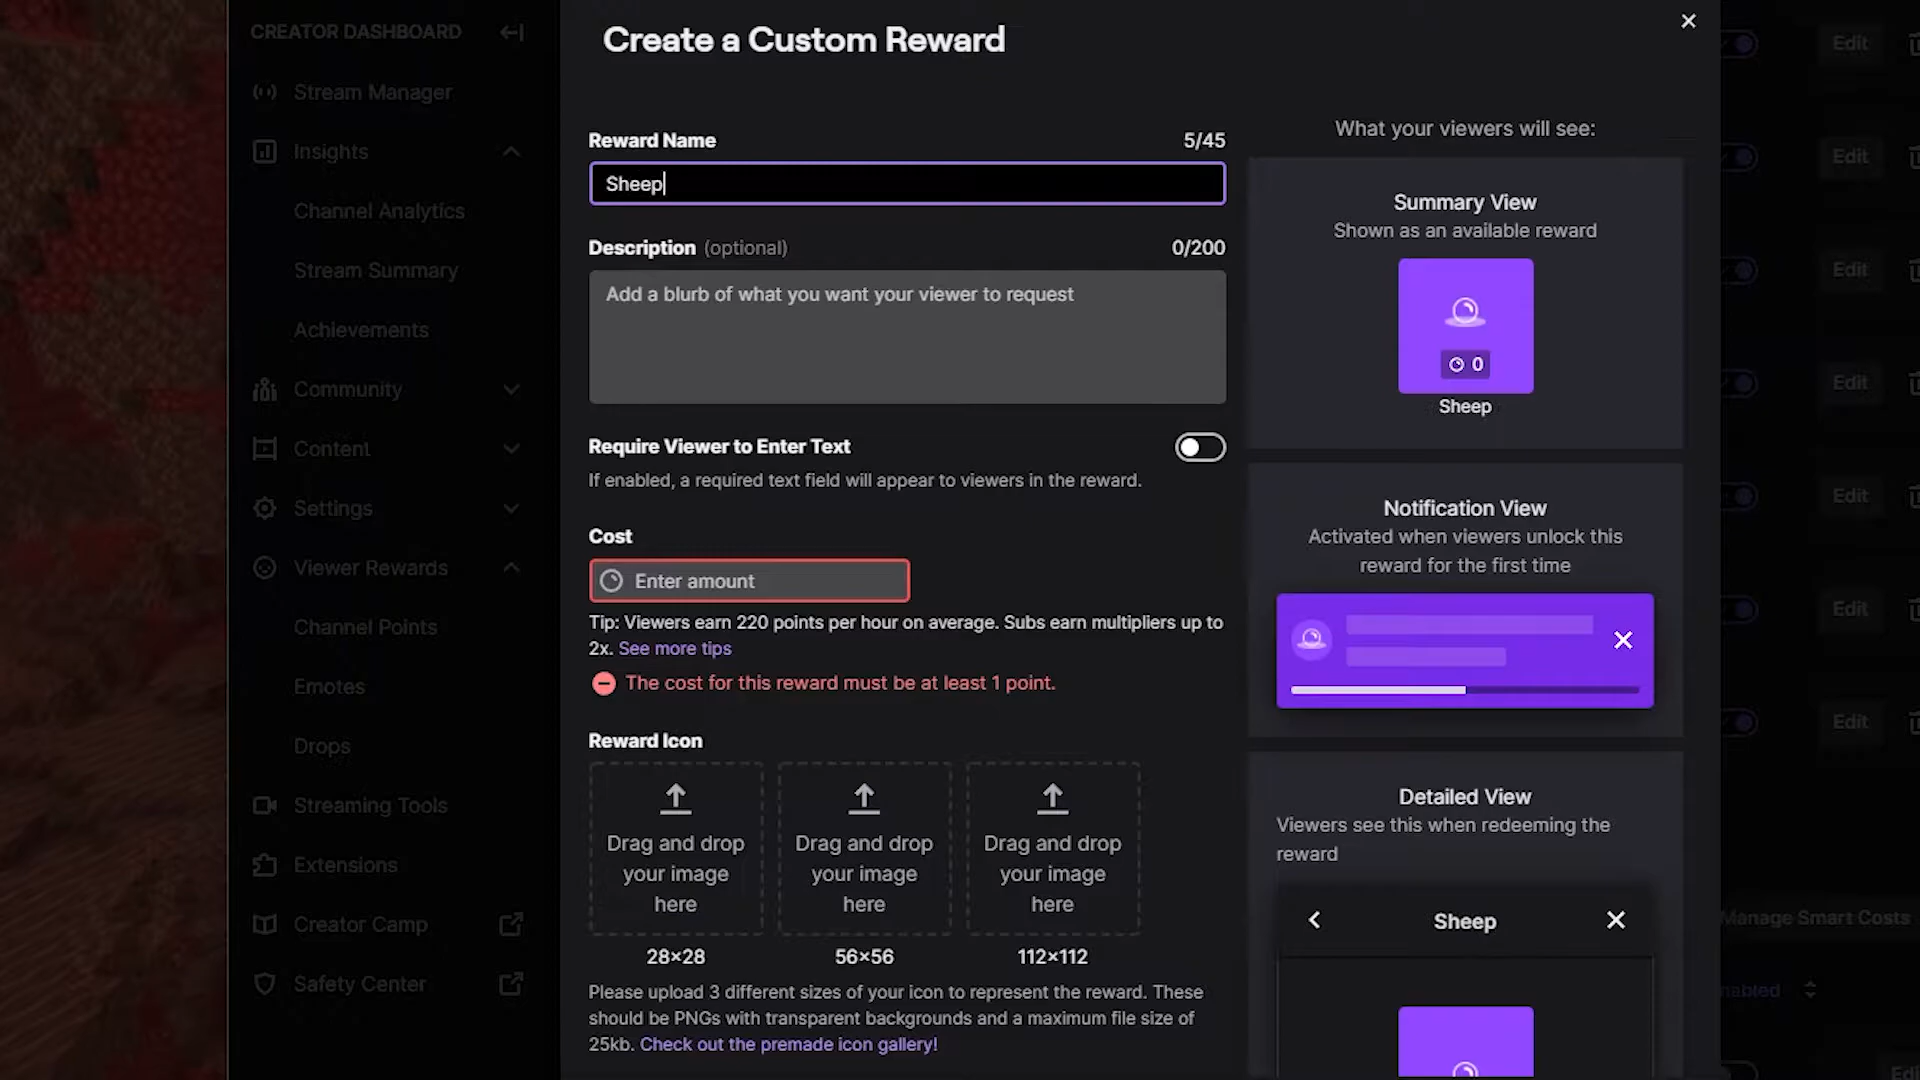 CREATOR DASHBOARD
Stream Manager
Insights
Channel Analytics
Stream Summary
Achievements
Community
Content
Settings
Viewer Rewards
Channel Points
Emotes
Drops
Streaming Tools
Extensions
Creator Camp
Safety Center
Create a Custom Reward
Reward Name
5/45
Sheep
Description (optional)
0/200
Add a blurb of what you want your viewer to request
Require Viewer to Enter Text
If enabled, a required text field will appear to viewers in the reward.
Cost
Enter amount
Tip: Viewers earn 220 points per hour on average. Subs earn multipliers up to
2x. See more tips
The cost for this reward must be at least 1 point.
Reward Icon
Drag and drop
your image
here
28×28
Drag and drop
your image
here
56×56
Drag and drop
your image
here
112×112
Please upload 3 different sizes of your icon to represent the reward. These
should be PNGs with transparent backgrounds and a maximum file size of
25kb. Check out the premade icon gallery!
What your viewers will see:
Summary View
Shown as an available reward
0
Sheep
Notification View
Activated when viewers unlock this
reward for the first time
Detailed View
Viewers see this when redeeming the
reward
Sheep
Edit
Edit
Edit
Edit
Edit
Edit
Edit
Manage Smart Costs